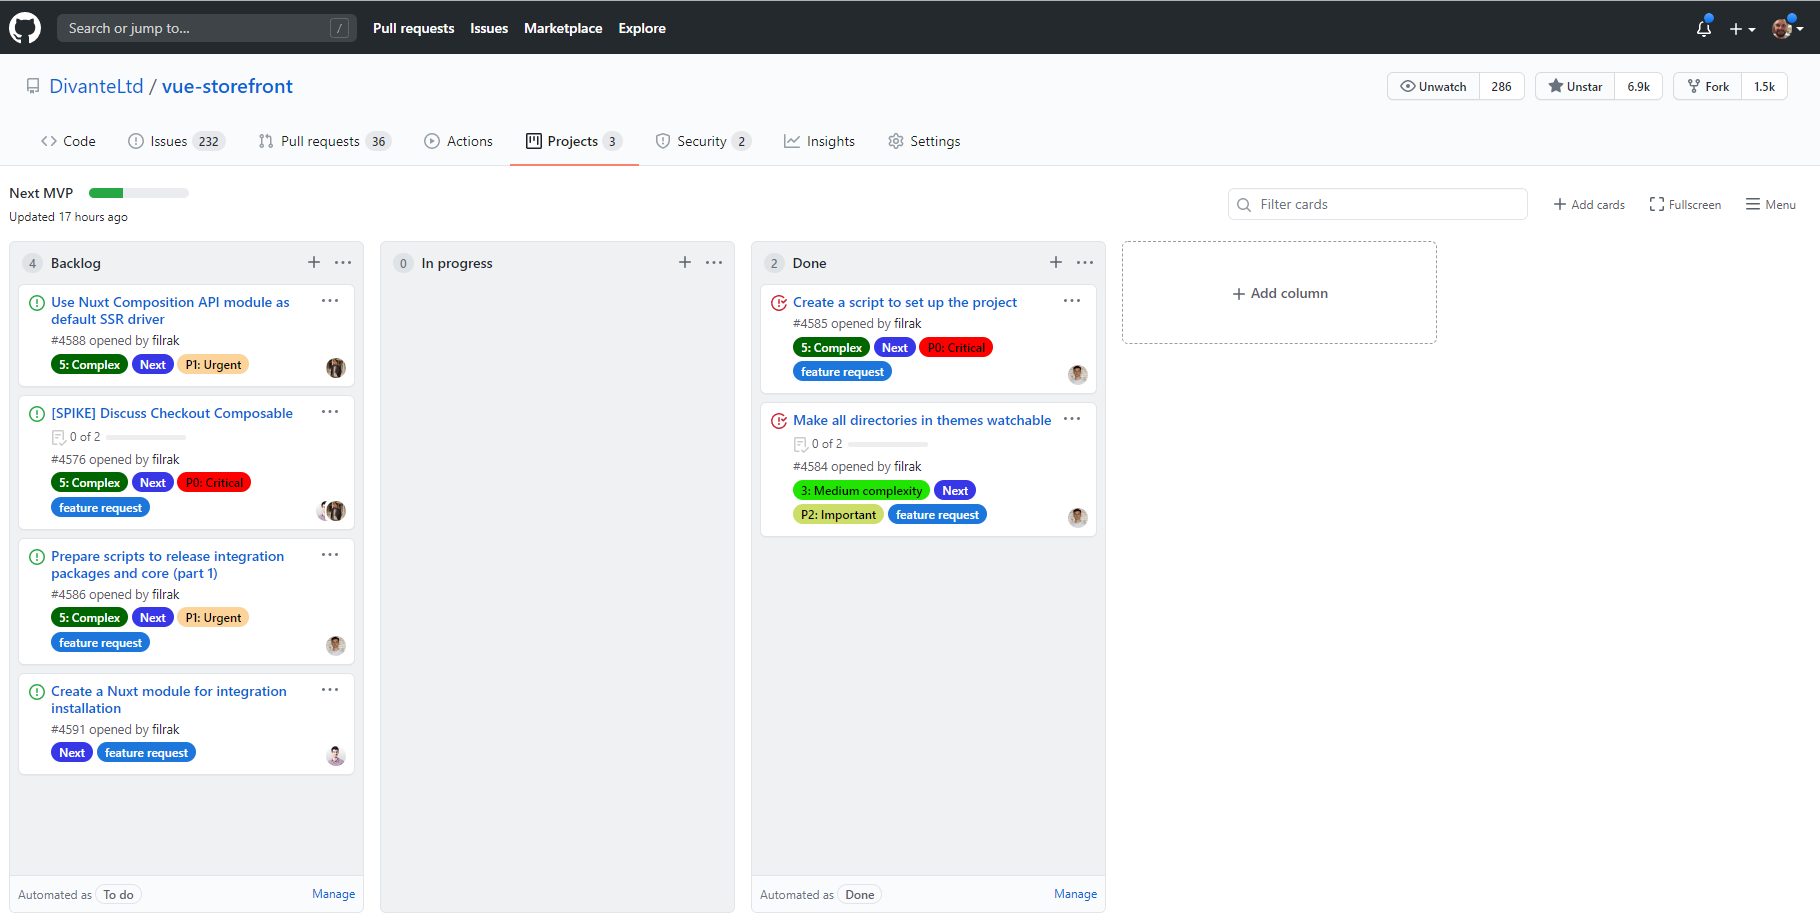 Search or jump to... /
Pull requests Issues Marketplace Explore
DivanteLtd / vue-storefront
Unwatch 286 Unstar 6.9k Fork 1.5k
Code Issues 232 Pull requests 36 Actions Projects 3 Security 2 Insights Settings
Next MVP
Updated 17 hours ago
Filter cards
Add cards Fullscreen Menu
4 Backlog
Use Nuxt Composition API module as
default SSR driver
#4588 opened by filrak
5: Complex Next P1: Urgent
[SPIKE] Discuss Checkout Composable
0 of 2
#4576 opened by filrak
5: Complex Next P0: Critical
feature request
Prepare scripts to release integration
packages and core (part 1)
#4586 opened by filrak
5: Complex Next P1: Urgent
feature request
Create a Nuxt module for integration
installation
#4591 opened by filrak
Next feature request
Automated as To do Manage
0 In progress
2 Done
Create a script to set up the project
#4585 opened by filrak
5: Complex Next P0: Critical
feature request
Make all directories in themes watchable
0 of 2
#4584 opened by filrak
3: Medium complexity Next
P2: Important feature request
Automated as Done Manage
Add column